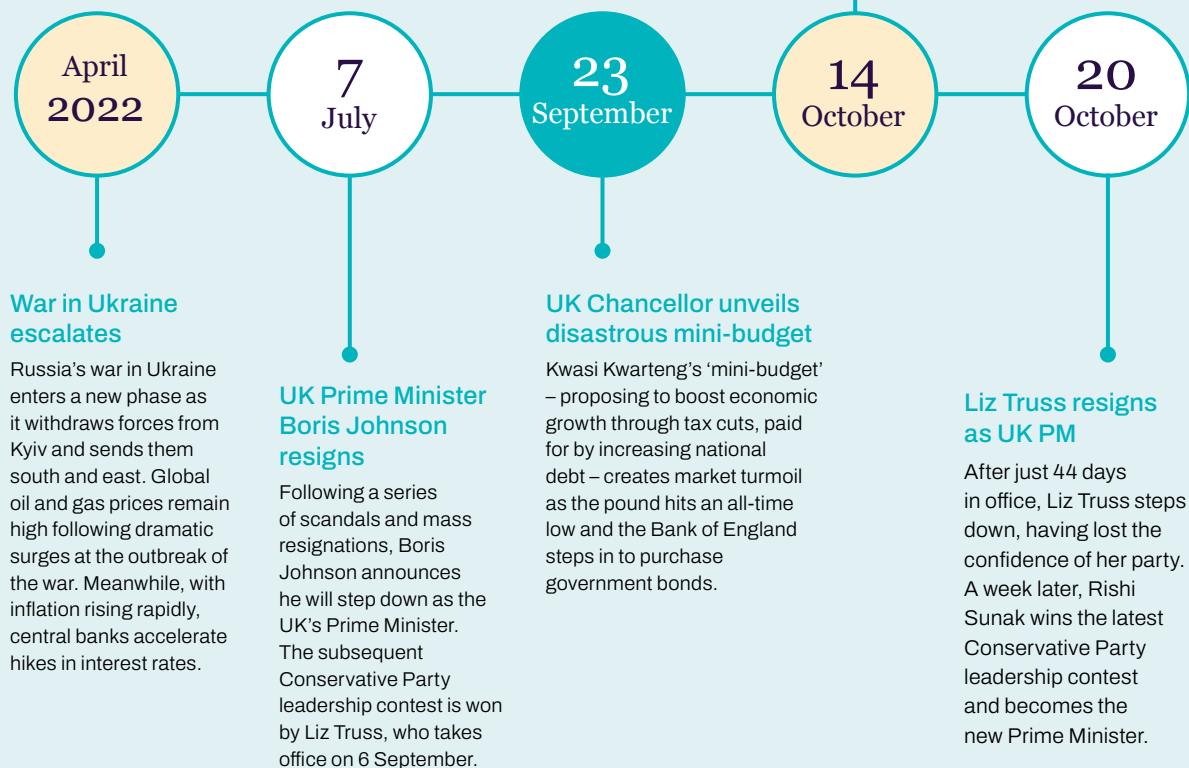 April
2022
7
July
23
September
14
October
20
October
War in Ukraine
escalates
Russia’s war in Ukraine
enters a new phase as
it withdraws forces from
Kyiv and sends them
south and east. Global
oil and gas prices remain
high following dramatic
surges at the outbreak of
the war. Meanwhile, with
inflation rising rapidly,
central banks accelerate
hikes in interest rates.
UK Prime Minister
Boris Johnson
resigns
Following a series
of scandals and mass
resignations, Boris
Johnson announces
he will step down as the
UK’s Prime Minister.
The subsequent
Conservative Party
leadership contest is won
by Liz Truss, who takes
office on 6 September.
UK Chancellor unveils
disastrous mini-budget
Kwasi Kwarteng’s ‘mini-budget’
– proposing to boost economic
growth through tax cuts, paid
for by increasing national
debt – creates market turmoil
as the pound hits an all-time
low and the Bank of England
steps in to purchase
government bonds.
Liz Truss resigns
as UK PM
After just 44 days
in office, Liz Truss steps
down, having lost the
confidence of her party.
A week later, Rishi
Sunak wins the latest
Conservative Party
leadership contest
and becomes the
new Prime Minister.